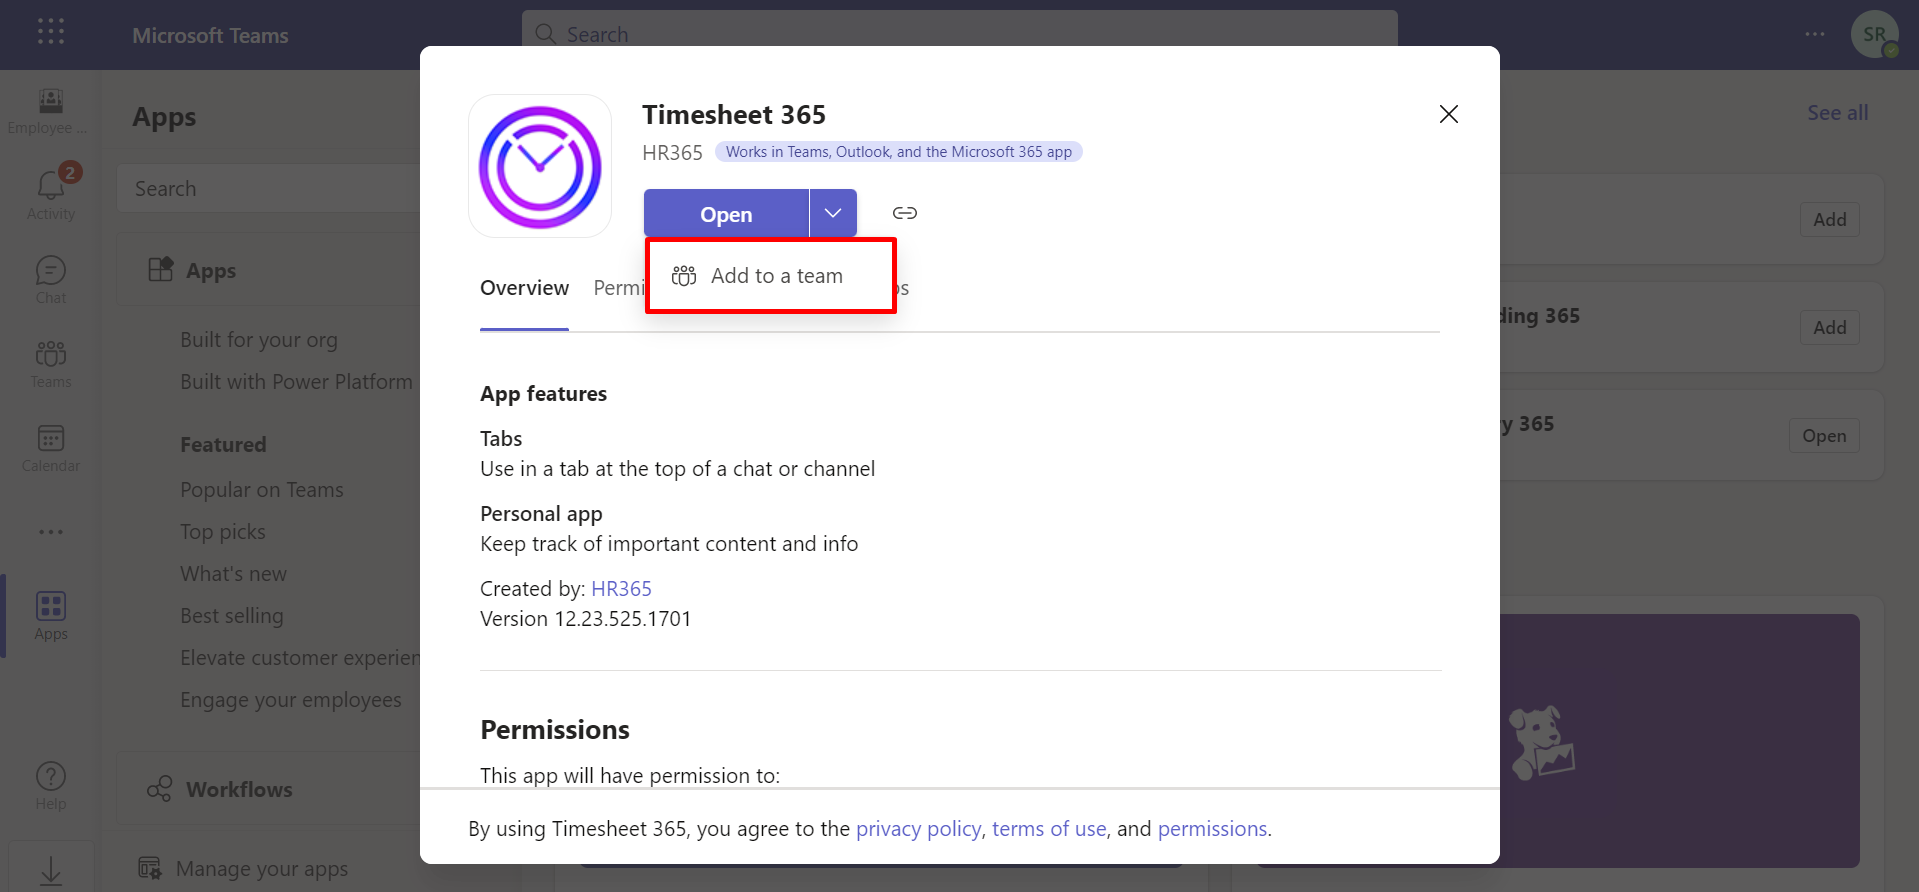 Microsoft Teams
Search
SR
Employee ...
2
Activity
Chat
Teams
Calendar
Apps
Help
Apps
Search
Apps
Built for your org
Built with Power Platform
Featured
Popular on Teams
Top picks
What's new
Best selling
Elevate customer experien
Engage your employees
Workflows
Manage your apps
Timesheet 365
HR365 Works in Teams, Outlook, and the Microsoft 365 app
Open
Add to a team
Overview Permi
App features
Tabs
Use in a tab at the top of a chat or channel
Personal app
Keep track of important content and info
Created by: HR365
Version 12.23.525.1701
Permissions
This app will have permission to:
By using Timesheet 365, you agree to the privacy policy, terms of use, and permissions.
See all
Add
ding 365
Add
y 365
Open